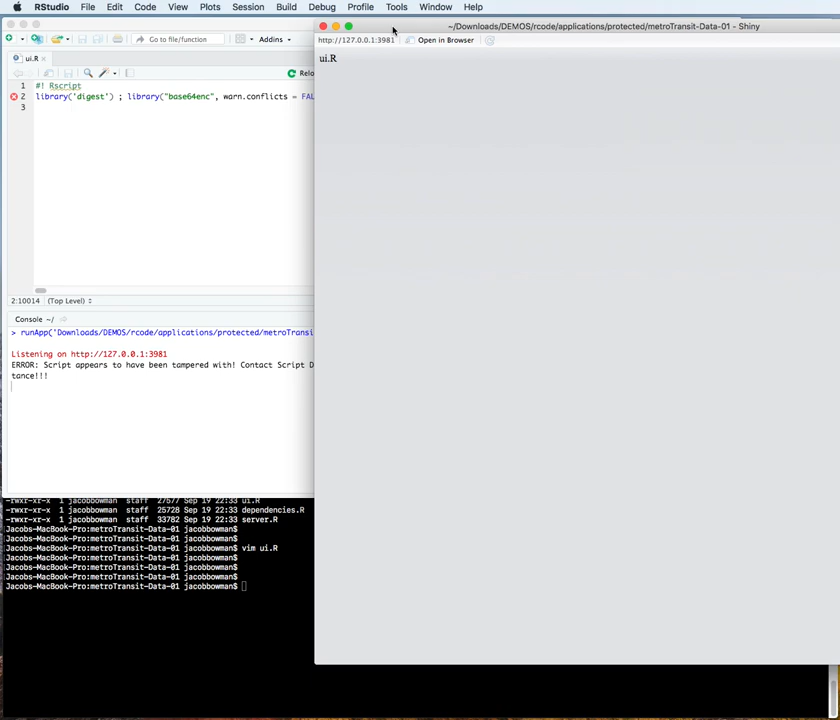 RStudio File Edit Code View Plots Session Build Debug Profile Tools Window Help
~/Downloads/DEMOS/rcode/applications/protected/metroTransit-Data-01 - Shiny
http://127.0.0.1:3981 Open in Browser
ui.R
Go to file/function Addins
ui.R
Relo
1 #! Rscript
2 library('digest') ; library("base64enc", warn.conflicts = FAL
3
2:10014 (Top Level)
Console ~/
> runApp('Downloads/DEMOS/rcode/applications/protected/metroTransi
Listening on http://127.0.0.1:3981
ERROR: Script appears to have been tampered with! Contact Script D
tance!!!
-rwxr-xr-x 1 jacobbowman staff 27577 Sep 19 22:33 ui.R
-rwxr-xr-x 1 jacobbowman staff 25728 Sep 19 22:33 dependencies.R
-rwxr-xr-x 1 jacobbowman staff 33782 Sep 19 22:33 server.R
Jacobs-MacBook-Pro:metroTransit-Data-01 jacobbowman$
Jacobs-MacBook-Pro:metroTransit-Data-01 jacobbowman$
Jacobs-MacBook-Pro:metroTransit-Data-01 jacobbowman$ vim ui.R
Jacobs-MacBook-Pro:metroTransit-Data-01 jacobbowman$
Jacobs-MacBook-Pro:metroTransit-Data-01 jacobbowman$
Jacobs-MacBook-Pro:metroTransit-Data-01 jacobbowman$
Jacobs-MacBook-Pro:metroTransit-Data-01 jacobbowman$